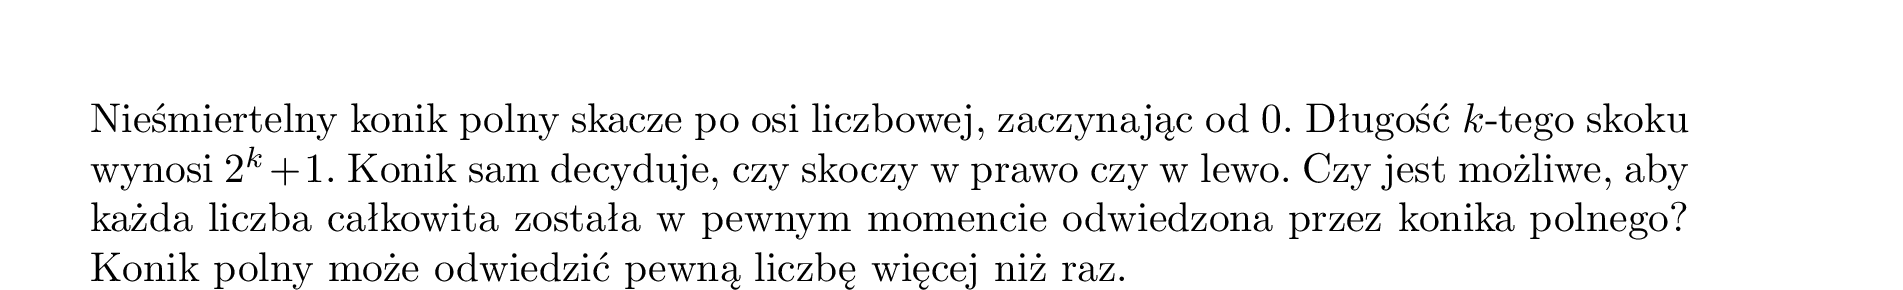 Nieśmiertelny konik polny skacze po osi liczbowej, zaczynając od 0. Długość k-tego skoku
wynosi 2^k + 1. Konik sam decyduje, czy skoczy w prawo czy w lewo. Czy jest możliwe, aby
każda liczba całkowita została w pewnym momencie odwiedzona przez konika polnego?
Konik polny może odwiedzić pewną liczbę więcej niż raz.